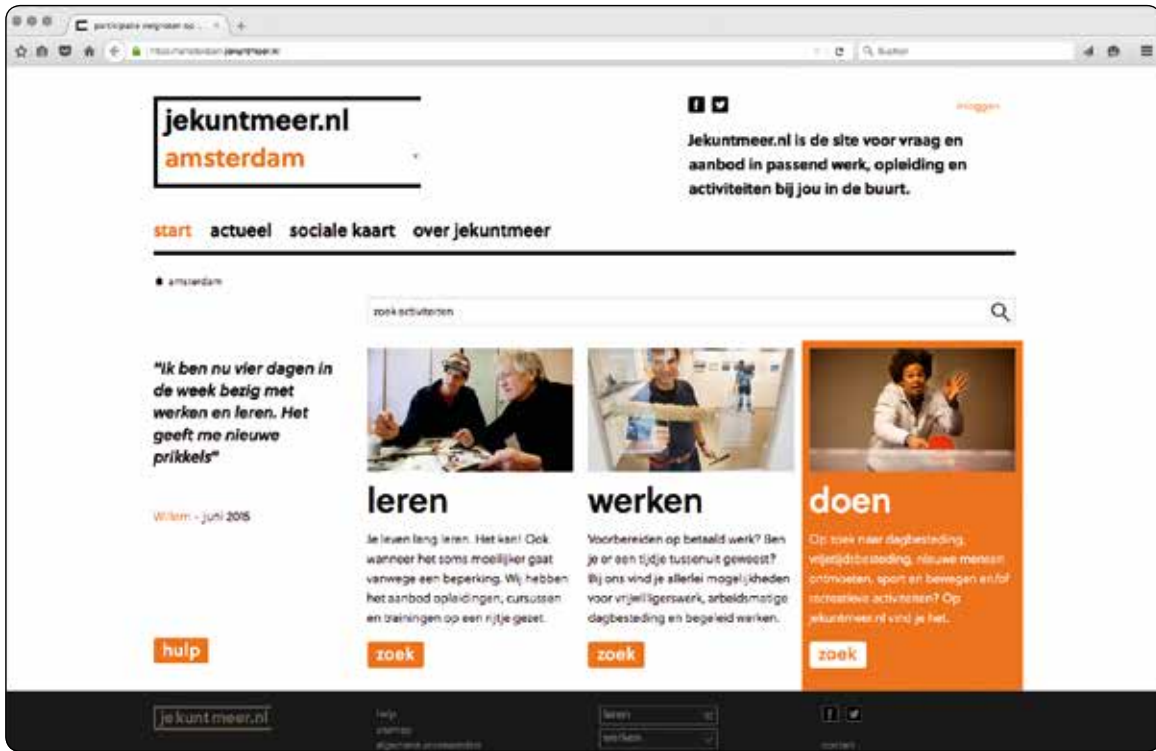 participatie vergroten op ...
jekuntmeer.nl
amsterdam
inloggen
Jekuntmeer.nl is de site voor vraag en
aanbod in passend werk, opleiding en
activiteiten bij jou in de buurt.
start actueel sociale kaart over jekuntmeer
amsterdam
zoek activiteiten
"Ik ben nu vier dagen in
de week bezig met
werken en leren. Het
geeft me nieuwe
prikkels"
Willem - juni 2015
hulp
leren
Je leven lang leren. Het kan! Ook
wanneer het soms moeilijker gaat
vanwege een beperking. Wij hebben
het aanbod opleidingen, cursussen
en trainingen op een rijtje gezet.
zoek
werken
Voorbereiden op betaald werk? Ben
je er een tijdje tussenuit geweest?
Bij ons vind je allerlei mogelijkheden
voor vrijwilligerswerk, arbeidsmatige
dagbesteding en begeleid werken.
zoek
doen
Op zoek naar dagbesteding,
vrijetijdsbesteding, nieuwe mensen
ontmoeten, sport en bewegen en/of
recreatieve activiteiten? Op
jekuntmeer.nl vind je het.
zoek
jekuntmeer.nl
help
sitemap
algemene voorwaarden
leren
werken
contact